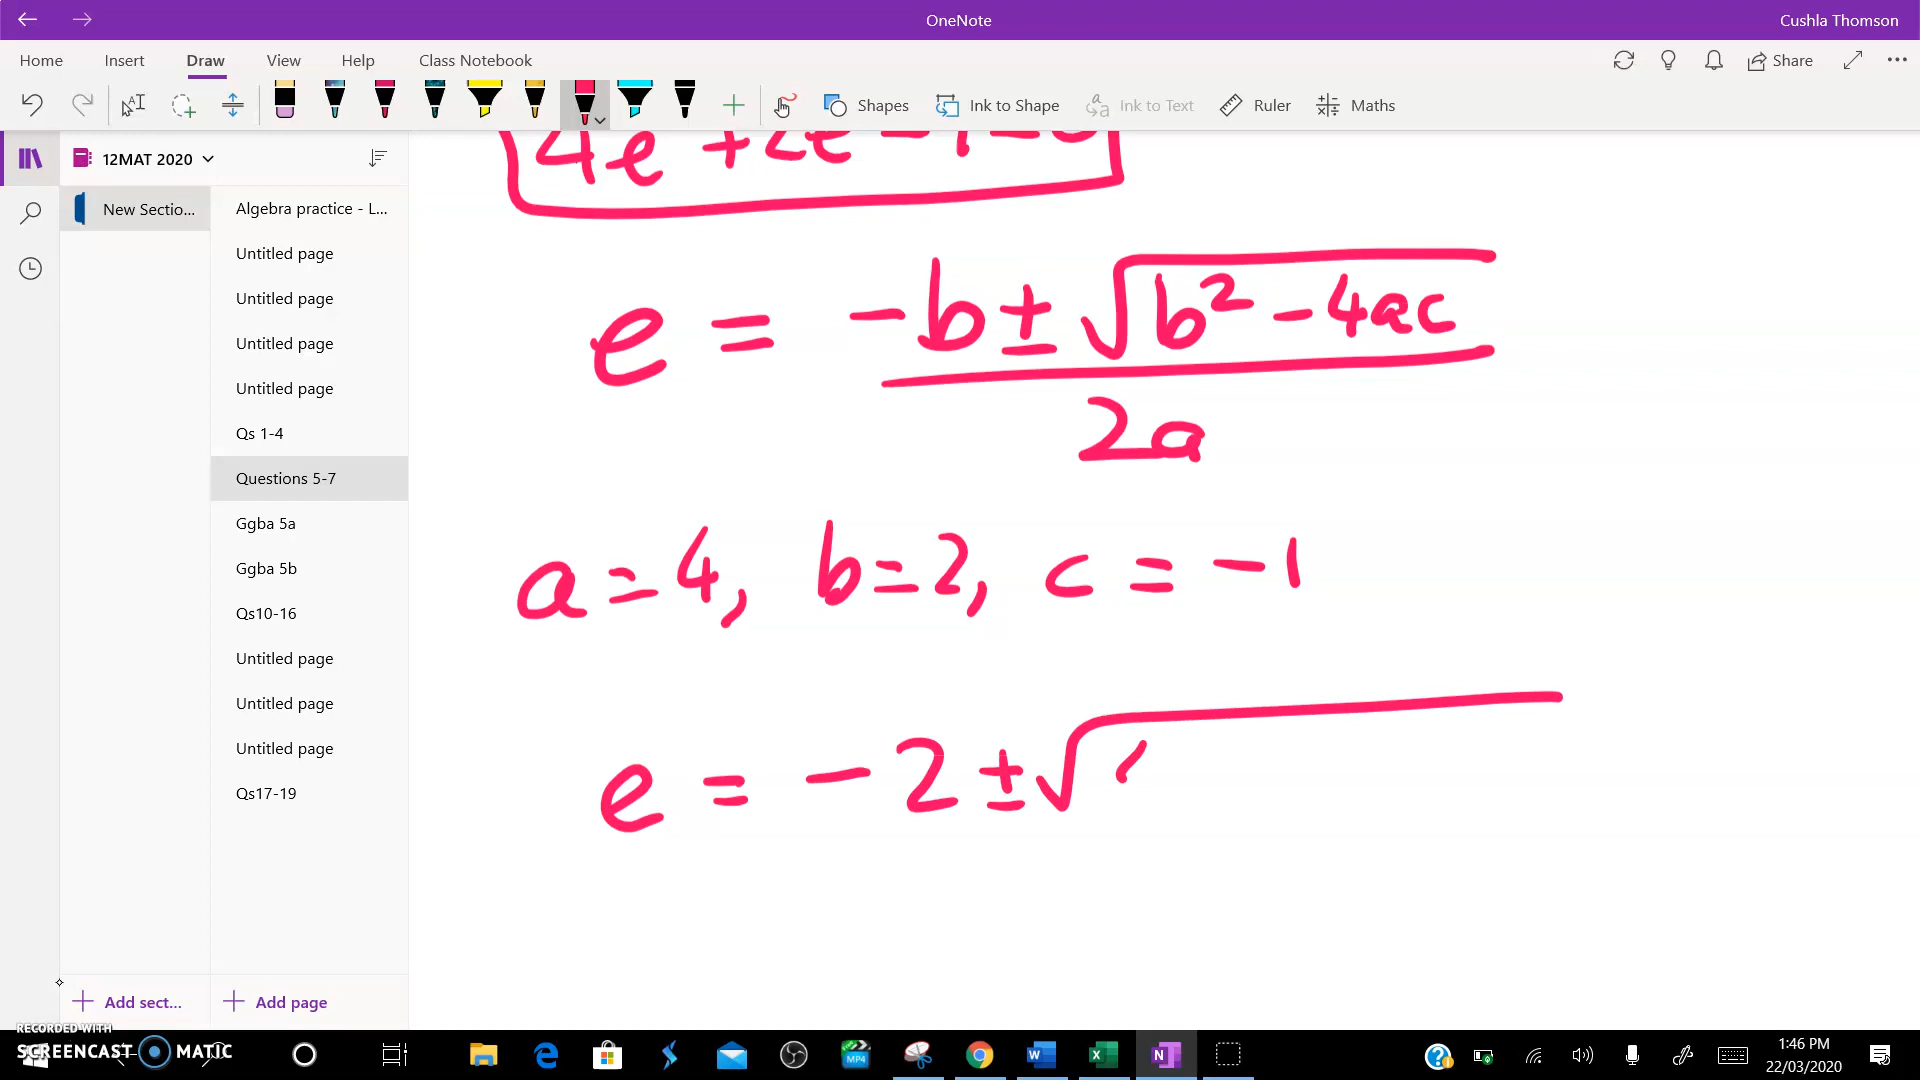 OneNote
Cushla Thomson
Home Insert Draw View Help Class Notebook
Share
Shapes Ink to Shape Ink to Text Ruler Maths
12MAT 2020
New Sectio...
Algebra practice - L...
Untitled page
Untitled page
Untitled page
Untitled page
Qs 1-4
Questions 5-7
Ggba 5a
Ggba 5b
Qs10-16
Untitled page
Untitled page
Untitled page
Qs17-19
e = -b ± √b² - 4ac
2a
a = 4, b = 2, c = -1
e = -2 ± √
Add sect...
Add page
RECORDED WITH
SCREENCAST MATIC
MP4
1:46 PM
22/03/2020